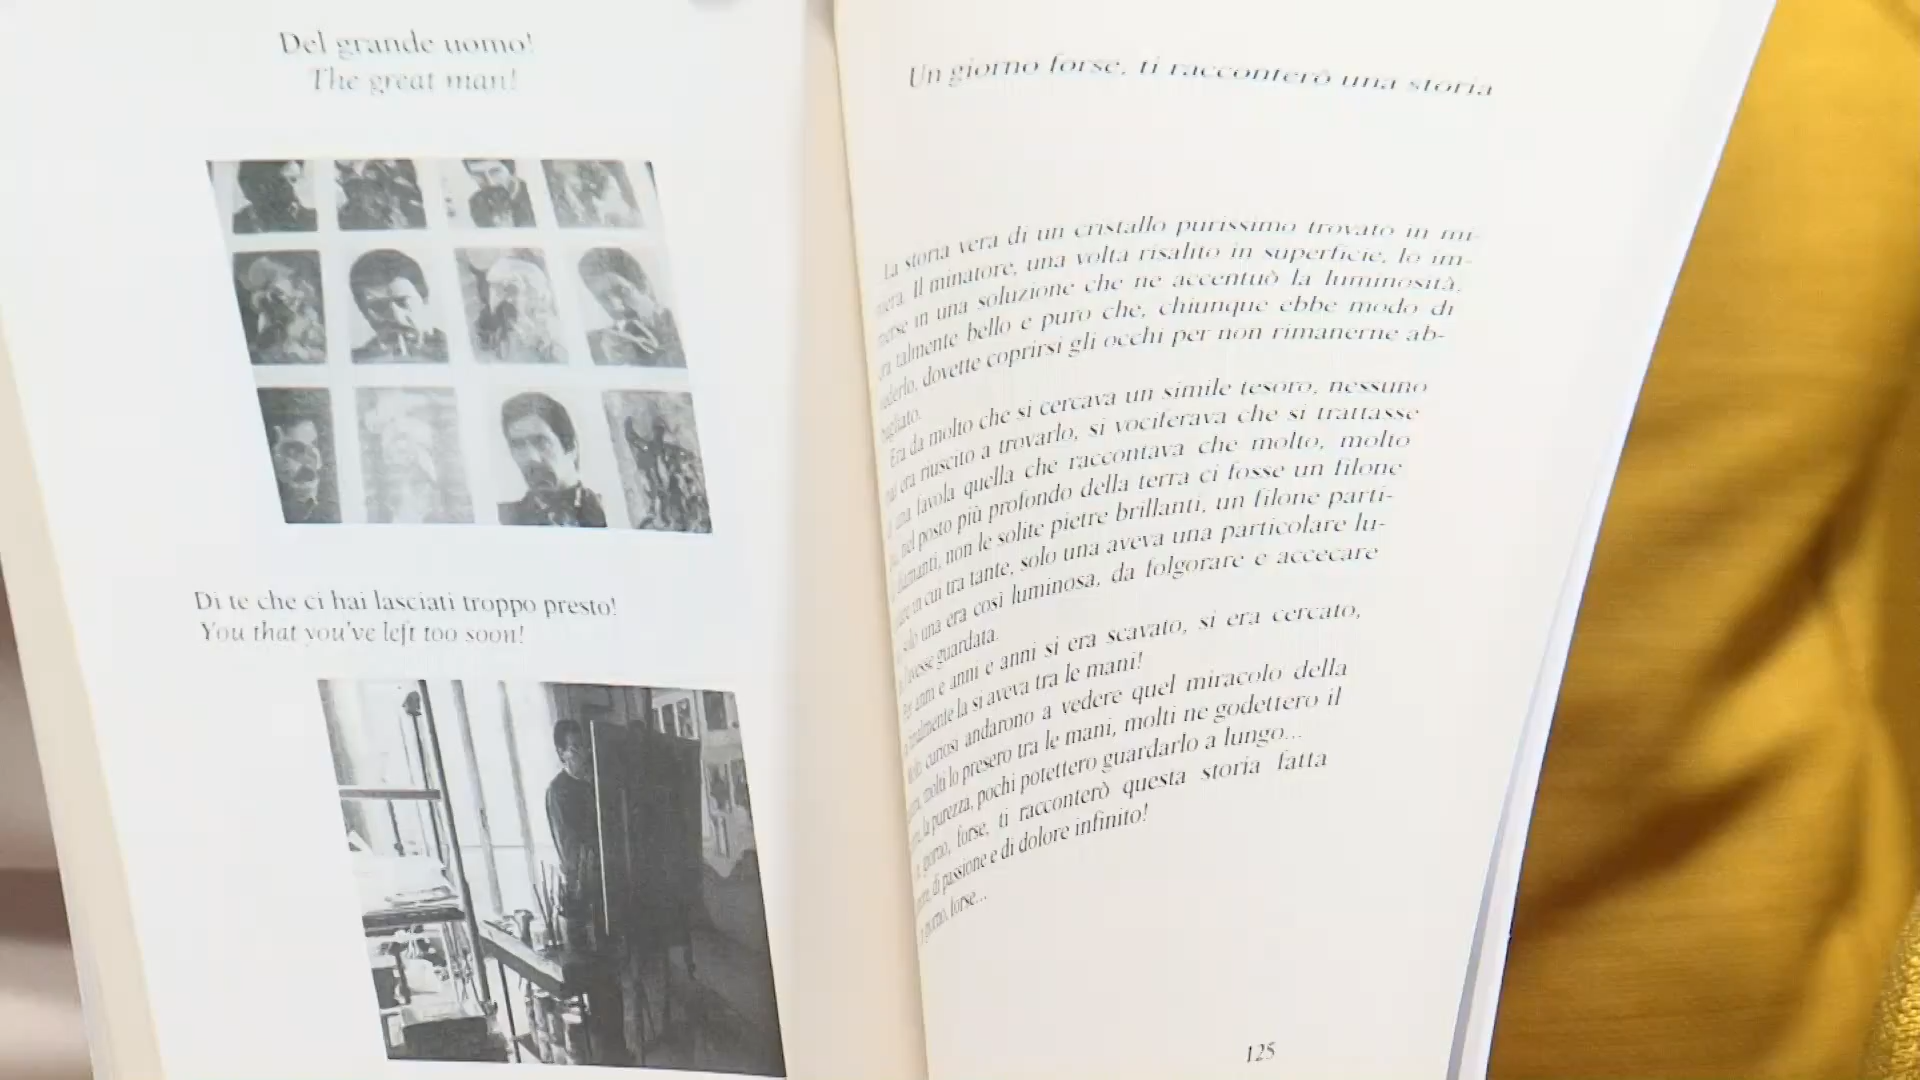 Del grande uomo!
The great man!
Di te che ci hai lasciati troppo presto!
You that you've left too soon!
Un giorno forse, ti racconterò una storia
La storia vera di un cristallo purissimo trovato in mi-
niera. Il minatore, una volta risalito in superficie, lo im-
merse in una soluzione che ne accentuò la luminosità,
era talmente bello e puro che, chiunque ebbe modo di
vederlo, dovette coprirsi gli occhi per non rimanerne ab-
bagliato.
Era da molto che si cercava un simile tesoro, nessuno
mai era riuscito a trovarlo, si vociferava che si trattasse
di una favola quella che raccontava che molto, molto
nel posto più profondo della terra ci fosse un filone
di diamanti, non le solite pietre brillanti, un filone parti-
colare in cui tra tante, solo una aveva una particolare lu-
solo una era così luminosa, da folgorare e accecare
l'avesse guardata.
Per anni e anni e anni si era scavato, si era cercato,
e finalmente la si aveva tra le mani!
Molti curiosi andarono a vedere quel miracolo della
molti lo presero tra le mani, molti ne godettero il
la purezza, pochi potettero guardarlo a lungo...
Un giorno, forse, ti racconterò questa storia fatta
di passione e di dolore infinito!
giorno, forse...
125